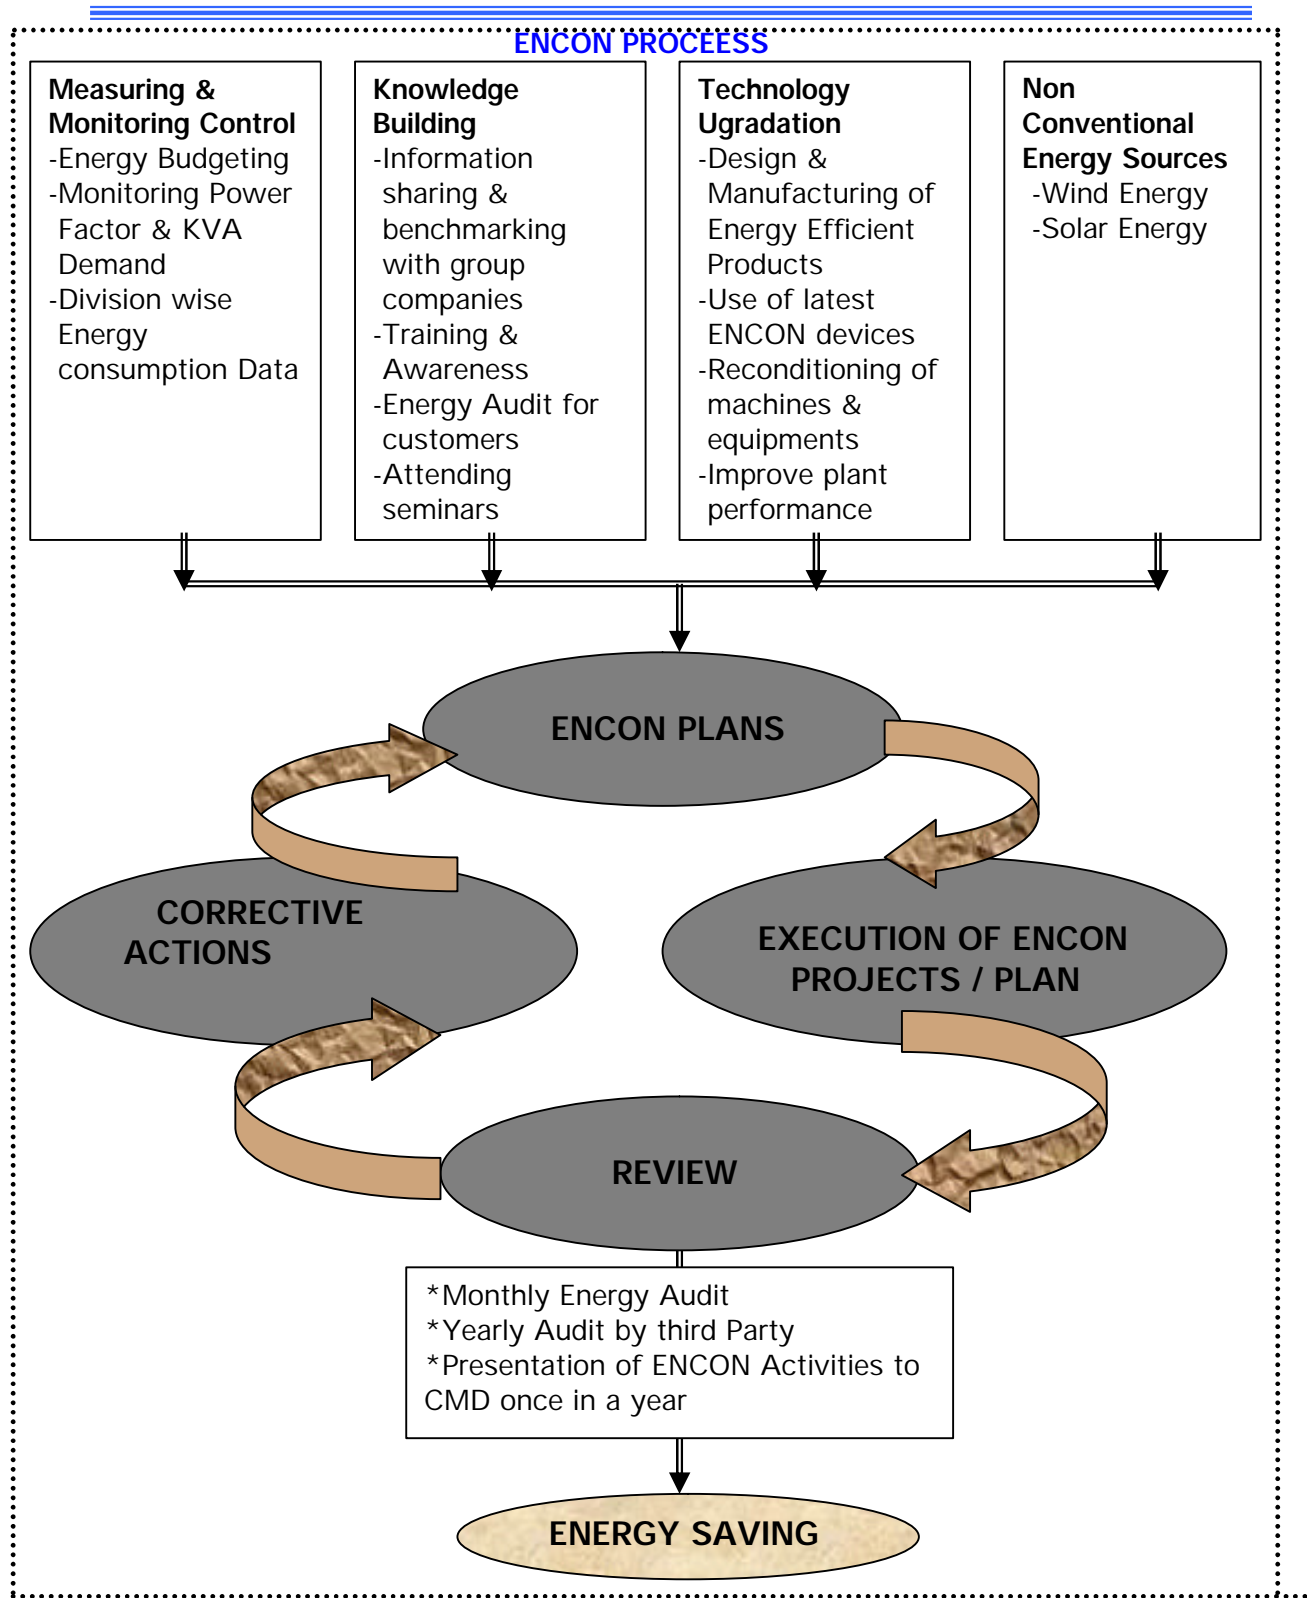 ENCON PROCEESS
Measuring &
Monitoring Control
-Energy Budgeting
-Monitoring Power
Factor & KVA
Demand
-Division wise
Energy
consumption Data
Knowledge
Building
-Information
sharing &
benchmarking
with group
companies
-Training &
Awareness
-Energy Audit for
customers
-Attending
seminars
Technology
Ugradation
-Design &
Manufacturing of
Energy Efficient
Products
-Use of latest
ENCON devices
-Reconditioning of
machines &
equipments
-Improve plant
performance
Non
Conventional
Energy Sources
-Wind Energy
-Solar Energy
ENCON PLANS
CORRECTIVE
ACTIONS
EXECUTION OF ENCON
PROJECTS / PLAN
REVIEW
*Monthly Energy Audit
*Yearly Audit by third Party
*Presentation of ENCON Activities to
CMD once in a year
ENERGY SAVING